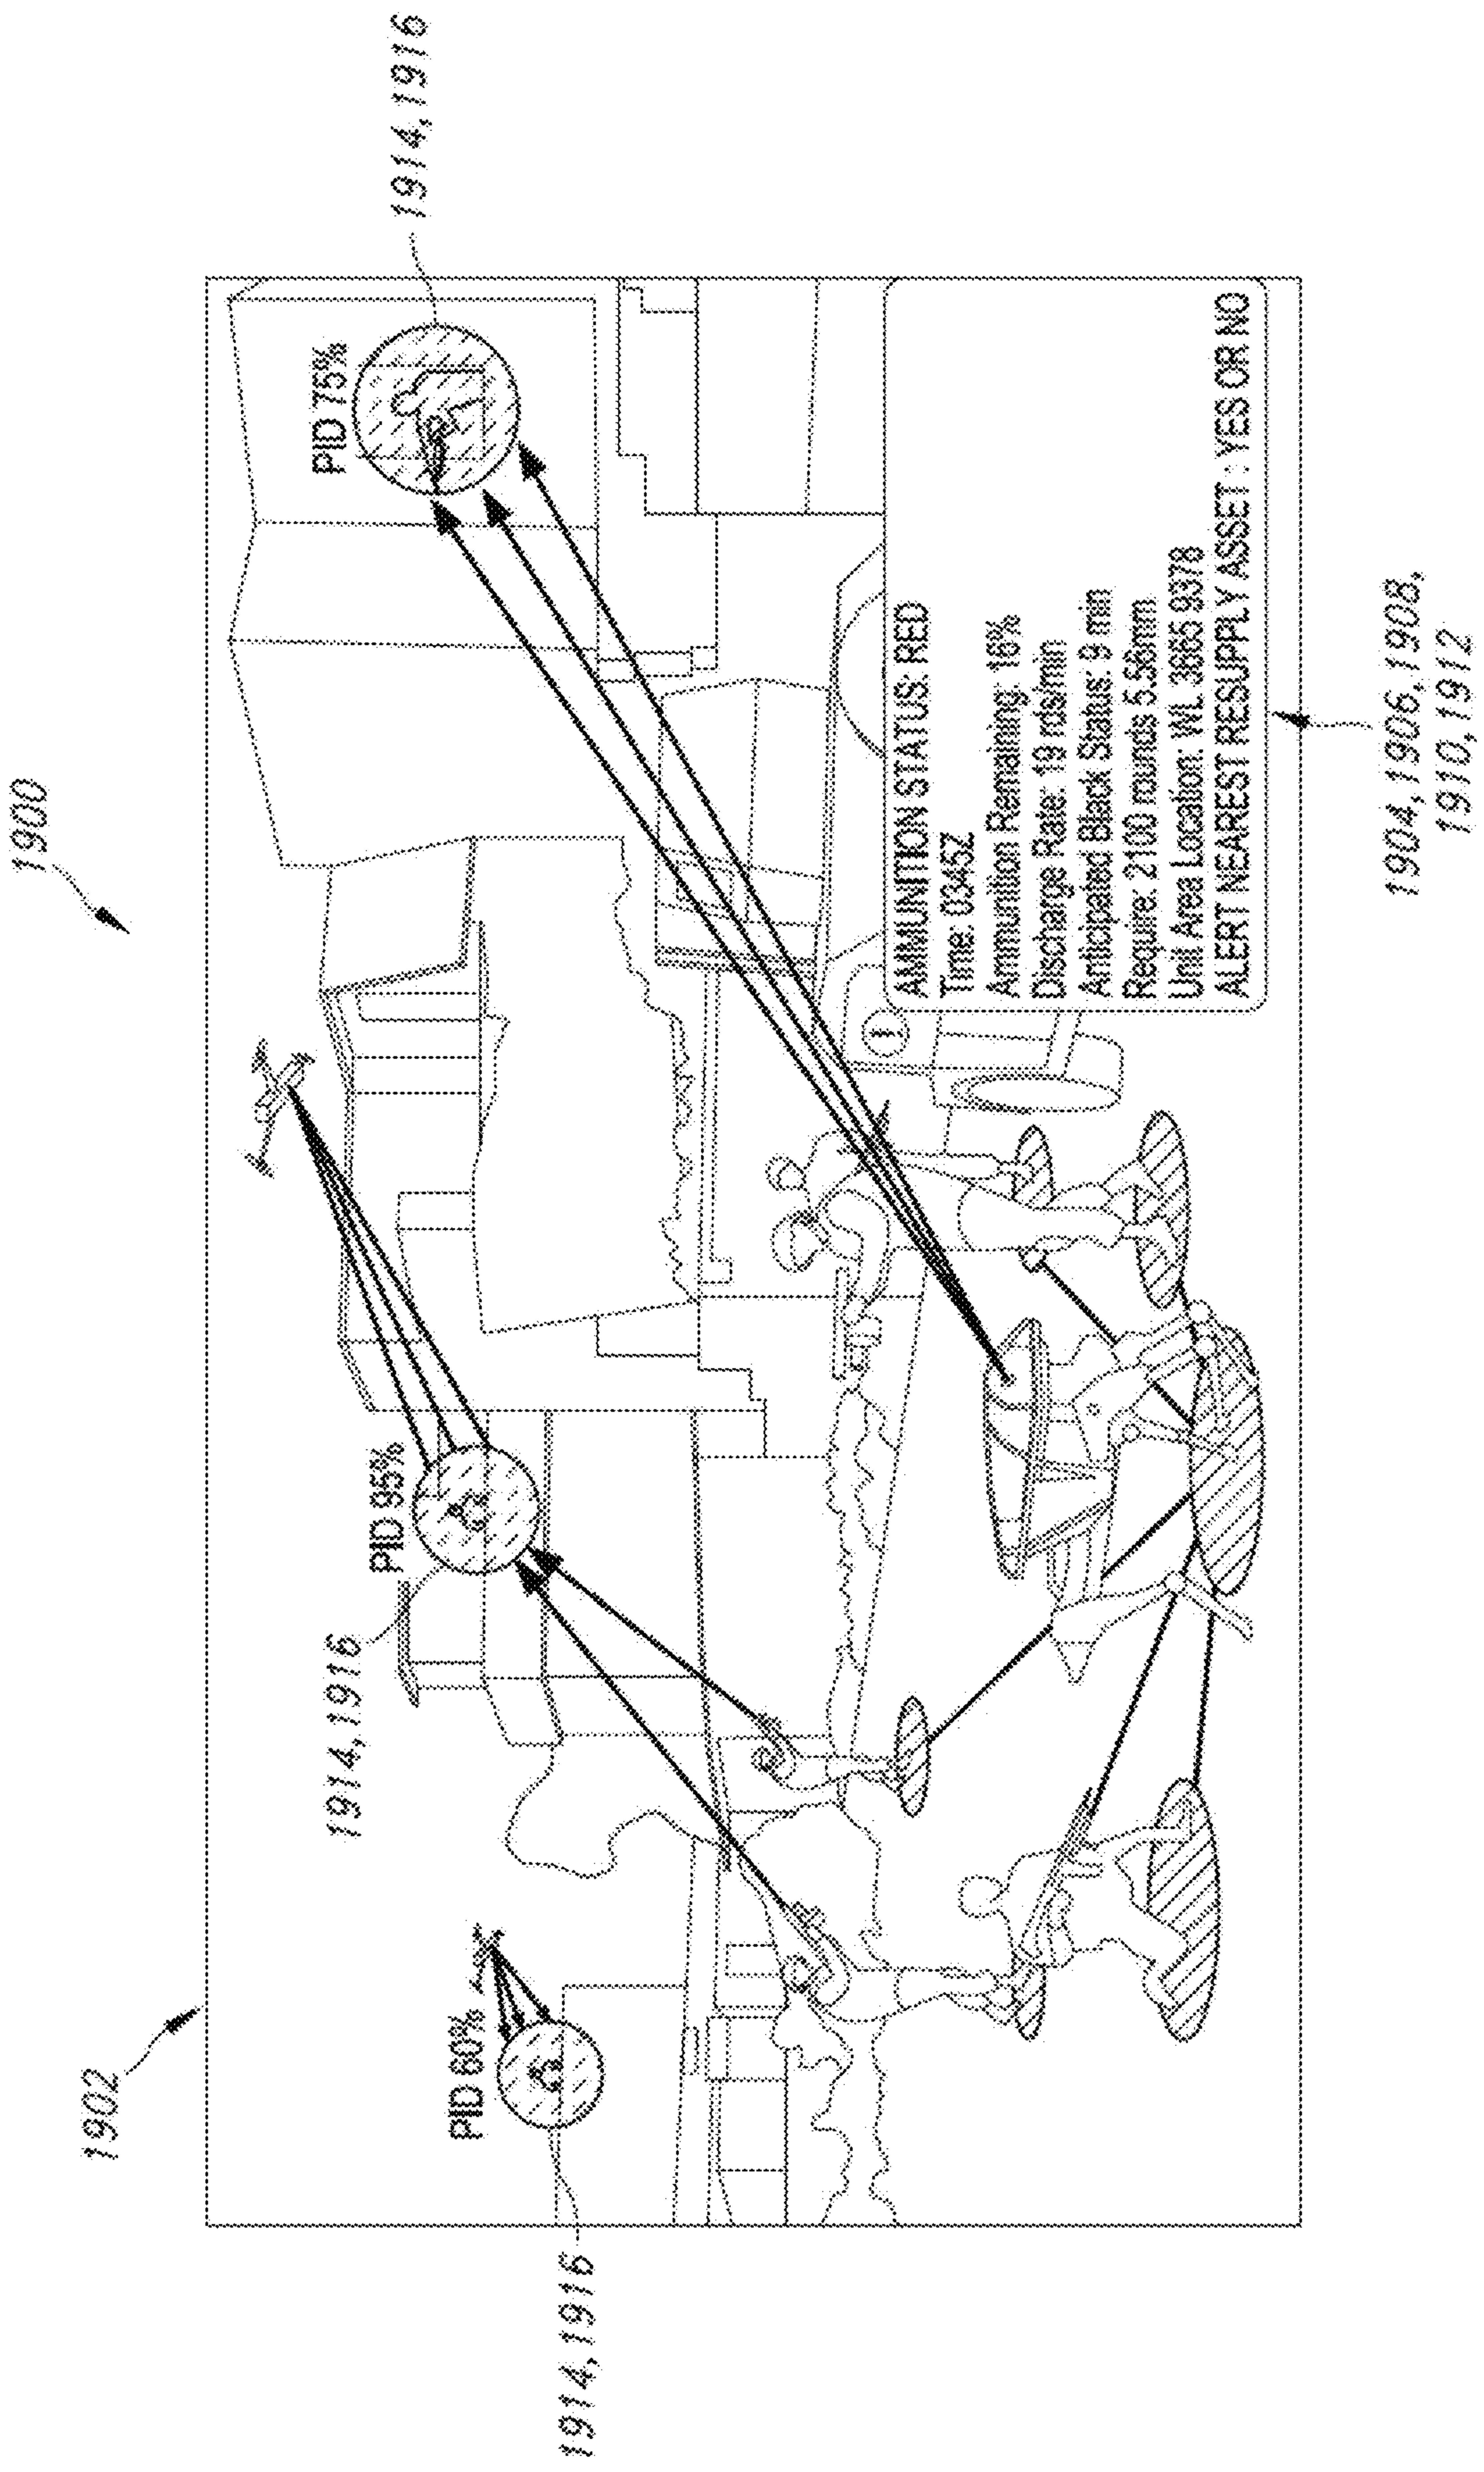 1900
1902
PID 60%
PID 95%
PID 75%
1914,1916
1914,1916
1914,1916
AMMUNITION STATUS: RED
Time: 0345Z
Ammunition Remaining: 16%
Discharge Rate: 19 rds/min
Anticipated Black Status: 9 min
Require: 2100 rounds 5.56mm
Unit Area Location: WL 3665 9378
ALERT NEAREST RESUPPLY ASSET : YES OR NO
1904,1906,1908,
1910,1912